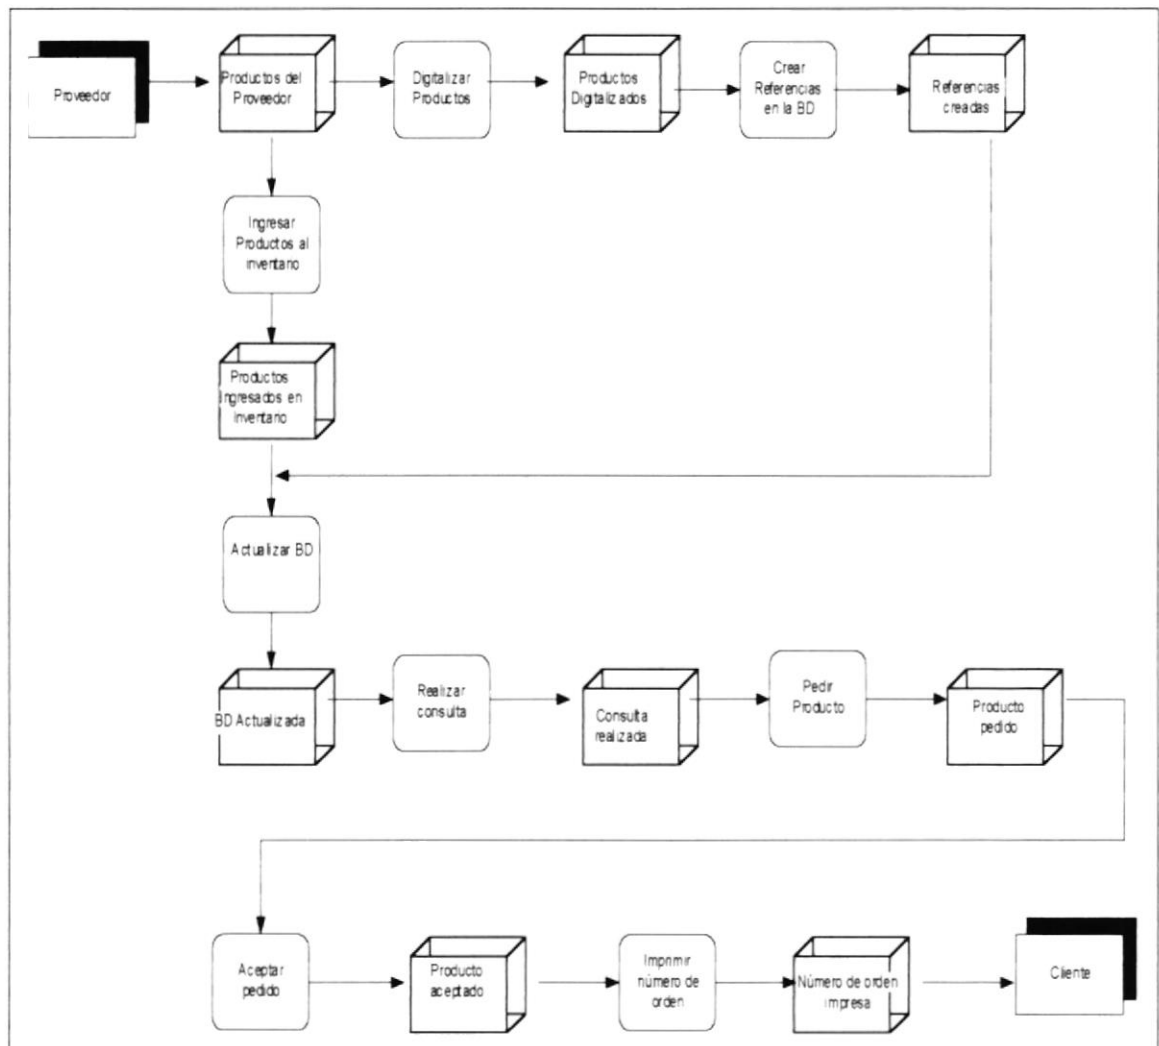 Proveedor
Productos del
Proveedor
Digitalizar
Productos
Productos
Digitalizados
Crear
Referencias
en la BD
Referencias
creadas
Ingresar
Productos al
inventario
Productos
Ingresados en
Inventario
Actualizar BD
BD Actualizada
Realizar
consulta
Consulta
realizada
Pedir
Producto
Producto
pedido
Aceptar
pedido
Producto
aceptado
Imprimir
número de
orden
Número de orden
impresa
Cliente